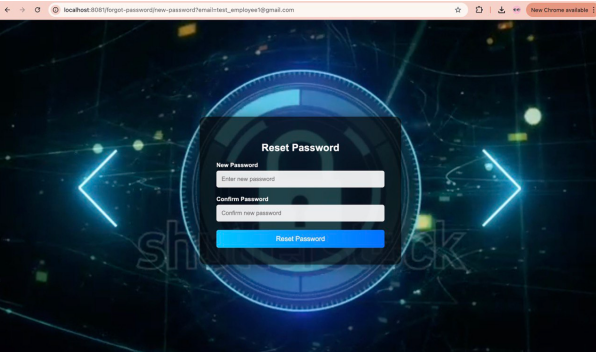 localhost:8081/forgot-password/new-password?email=test_employee1@gmail.com
New Chrome available
Reset Password
New Password
Enter new password
Confirm Password
Confirm new password
Reset Password